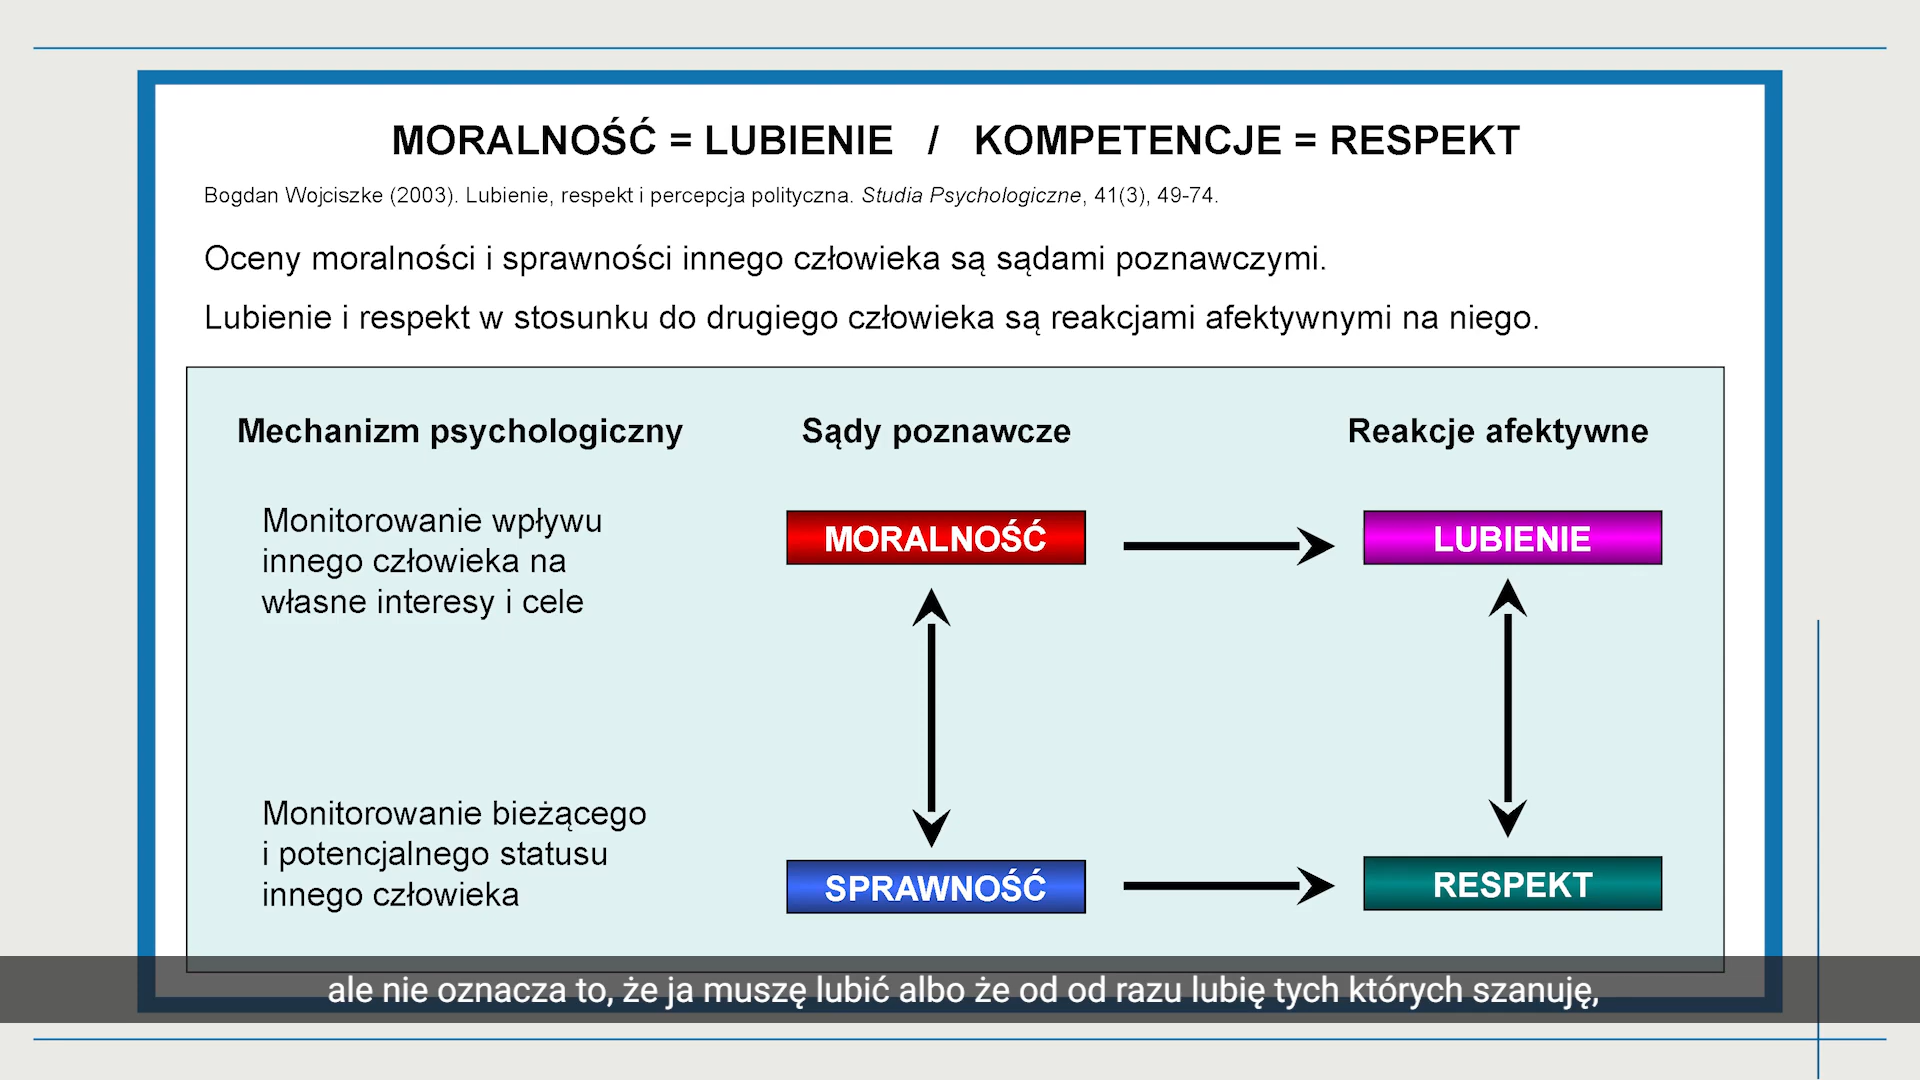 MORALNOŚĆ = LUBIENIE / KOMPETENCJE = RESPEKT
Bogdan Wojciszke (2003). Lubienie, respekt i percepcja polityczna. Studia Psychologiczne, 41(3), 49-74.
Oceny moralności i sprawności innego człowieka są sądami poznawczymi.
Lubienie i respekt w stosunku do drugiego człowieka są reakcjami afektywnymi na niego.
Mechanizm psychologiczny
Sądy poznawcze
Reakcje afektywne
Monitorowanie wpływu
innego człowieka na
własne interesy i cele
MORALNOŚĆ
LUBIENIE
Monitorowanie bieżącego
i potencjalnego statusu
innego człowieka
SPRAWNOŚĆ
RESPEKT
ale nie oznacza to, że ja muszę lubić albo że od od razu lubię tych których szanuję,